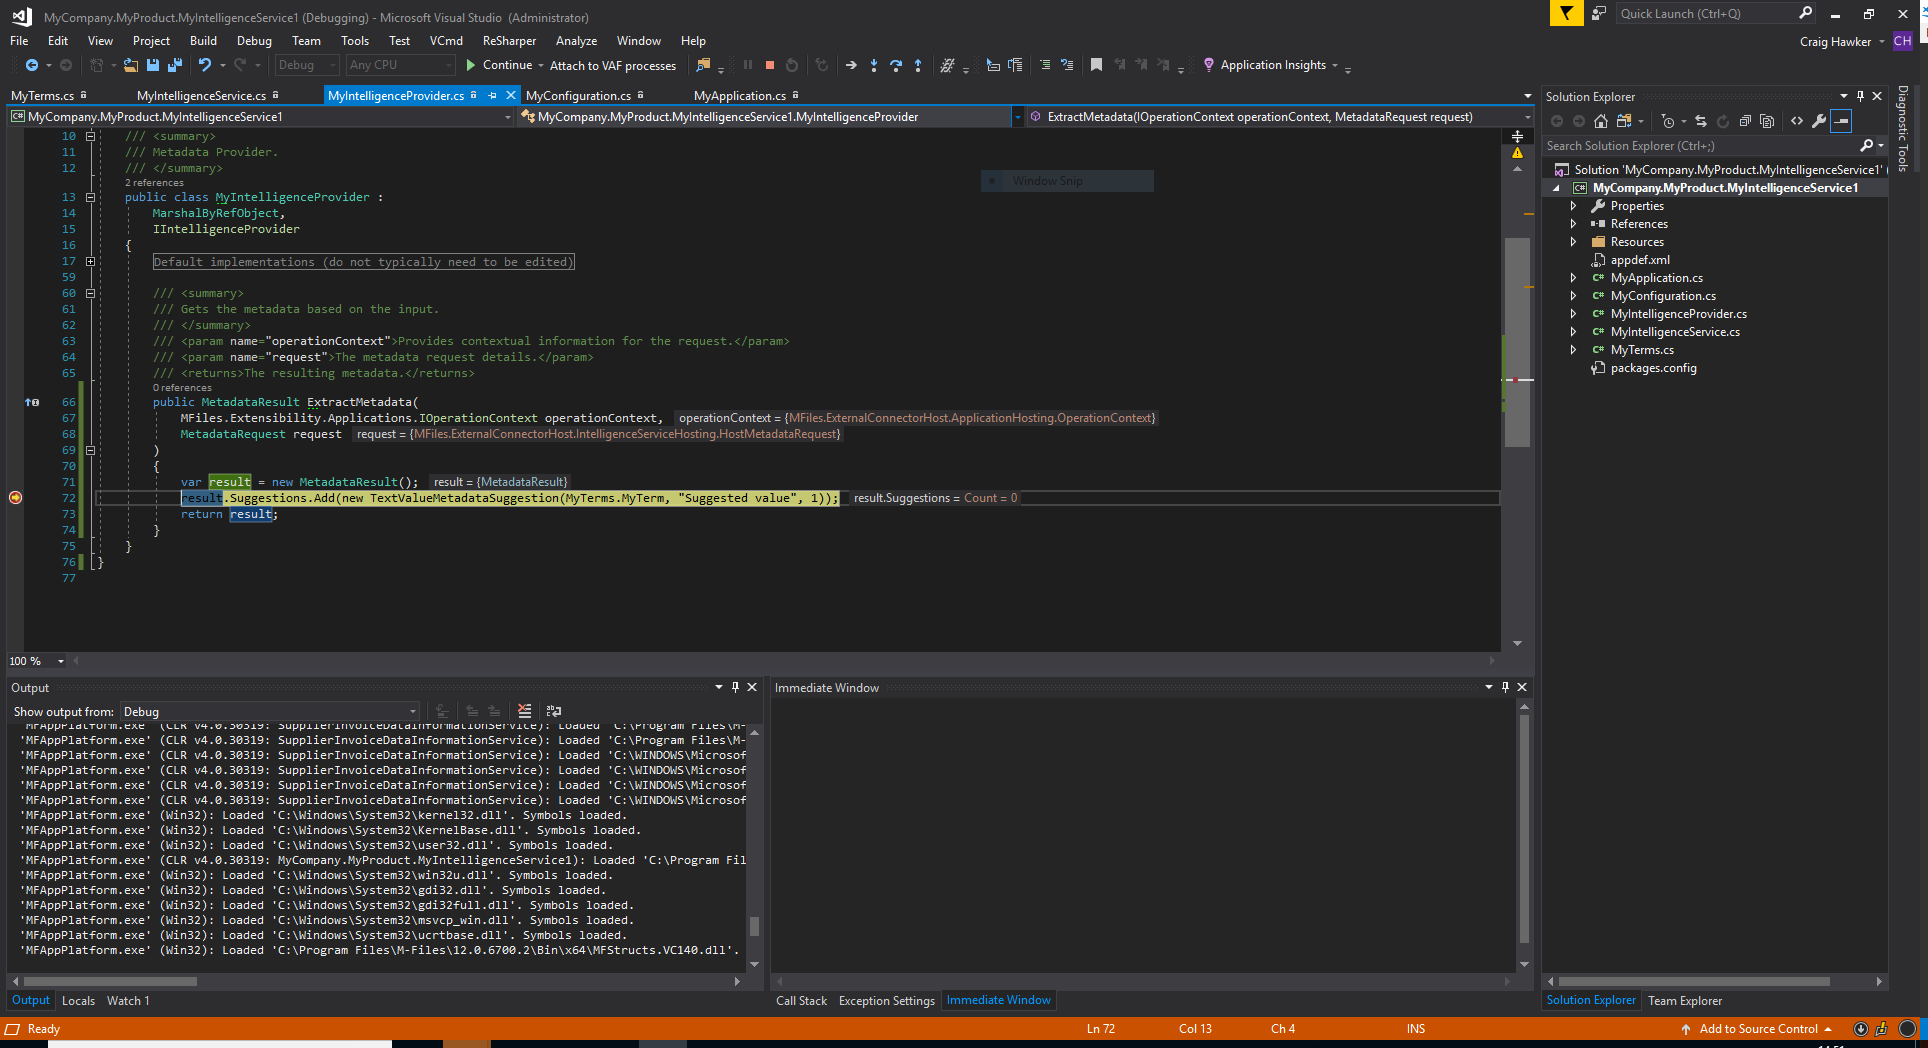 MyCompany.MyProduct.MyIntelligenceService1 (Debugging) - Microsoft Visual Studio (Administrator)
Quick Launch (Ctrl+Q)
File Edit View Project Build Debug Team Tools Test VCmd ReSharper Analyze Window Help
Craig Hawker CH
Debug Any CPU Continue Attach to VAF processes Application Insights
MyTerms.cs MyIntelligenceService.cs MyIntelligenceProvider.cs MyConfiguration.cs MyApplication.cs
MyCompany.MyProduct.MyIntelligenceService1 MyCompany.MyProduct.MyIntelligenceService1.MyIntelligenceProvider ExtractMetadata(IOperationContext operationContext, MetadataRequest request)
10 /// <summary>
11 /// Metadata Provider.
12 /// </summary>
2 references
13 public class MyIntelligenceProvider :
14 MarshalByRefObject,
15 IIntelligenceProvider
16 {
17 Default implementations (do not typically need to be edited)
59
60 /// <summary>
61 /// Gets the metadata based on the input.
62 /// </summary>
63 /// <param name="operationContext">Provides contextual information for the request.</param>
64 /// <param name="request">The metadata request details.</param>
65 /// <returns>The resulting metadata.</returns>
0 references
66 public MetadataResult ExtractMetadata(
67 MFiles.Extensibility.Applications.IOperationContext operationContext, operationContext = {MFiles.ExternalConnectorHost.ApplicationHosting.OperationContext}
68 MetadataRequest request request = {MFiles.ExternalConnectorHost.IntelligenceServiceHosting.HostMetadataRequest}
69 )
70 {
71 var result = new MetadataResult(); result = {MetadataResult}
72 result.Suggestions.Add(new TextValueMetadataSuggestion(MyTerms.MyTerm, "Suggested value", 1)); result.Suggestions = Count = 0
73 return result;
74 }
75 }
76 }
77
Window Snip
100 %
Solution Explorer
Search Solution Explorer (Ctrl+;)
Solution 'MyCompany.MyProduct.MyIntelligenceService1' (
MyCompany.MyProduct.MyIntelligenceService1
Properties
References
Resources
appdef.xml
MyApplication.cs
MyConfiguration.cs
MyIntelligenceProvider.cs
MyIntelligenceService.cs
MyTerms.cs
packages.config
Diagnostic Tools
Output
Show output from: Debug
'MFAppPlatform.exe' (CLR v4.0.30319: SupplierInvoiceDataInformationService): Loaded 'C:\Program Files\M-
'MFAppPlatform.exe' (CLR v4.0.30319: SupplierInvoiceDataInformationService): Loaded 'C:\Program Files\M-
'MFAppPlatform.exe' (CLR v4.0.30319: SupplierInvoiceDataInformationService): Loaded 'C:\WINDOWS\Microsof
'MFAppPlatform.exe' (CLR v4.0.30319: SupplierInvoiceDataInformationService): Loaded 'C:\WINDOWS\Microsof
'MFAppPlatform.exe' (CLR v4.0.30319: SupplierInvoiceDataInformationService): Loaded 'C:\WINDOWS\Microsof
'MFAppPlatform.exe' (CLR v4.0.30319: SupplierInvoiceDataInformationService): Loaded 'C:\WINDOWS\Microsof
'MFAppPlatform.exe' (Win32): Loaded 'C:\Windows\System32\kernel32.dll'. Symbols loaded.
'MFAppPlatform.exe' (Win32): Loaded 'C:\Windows\System32\KernelBase.dll'. Symbols loaded.
'MFAppPlatform.exe' (Win32): Loaded 'C:\Windows\System32\user32.dll'. Symbols loaded.
'MFAppPlatform.exe' (CLR v4.0.30319: MyCompany.MyProduct.MyIntelligenceService1): Loaded 'C:\Program Fil
'MFAppPlatform.exe' (Win32): Loaded 'C:\Windows\System32\win32u.dll'. Symbols loaded.
'MFAppPlatform.exe' (Win32): Loaded 'C:\Windows\System32\gdi32.dll'. Symbols loaded.
'MFAppPlatform.exe' (Win32): Loaded 'C:\Windows\System32\gdi32full.dll'. Symbols loaded.
'MFAppPlatform.exe' (Win32): Loaded 'C:\Windows\System32\msvcp_win.dll'. Symbols loaded.
'MFAppPlatform.exe' (Win32): Loaded 'C:\Windows\System32\ucrtbase.dll'. Symbols loaded.
'MFAppPlatform.exe' (Win32): Loaded 'C:\Program Files\M-Files\12.0.6700.2\Bin\x64\MFStructs.VC140.dll'.
Output Locals Watch 1
Immediate Window
Call Stack Exception Settings Immediate Window
Solution Explorer Team Explorer
Ready Ln 72 Col 13 Ch 4 INS Add to Source Control